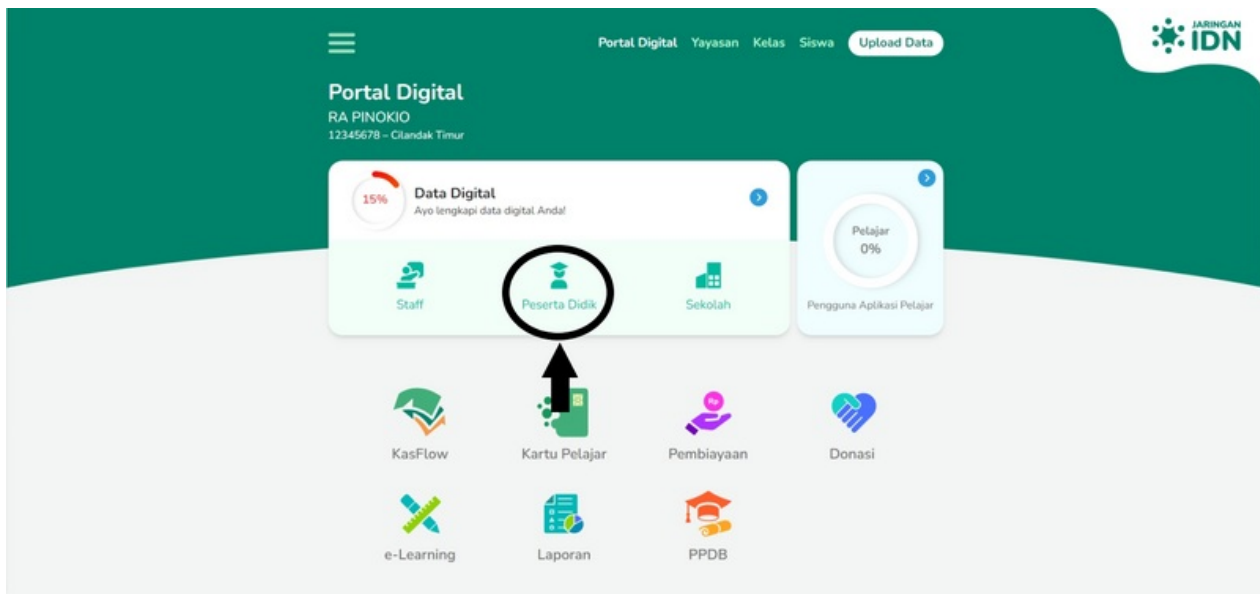 Portal Digital Yayasan Kelas Siswa Upload Data
JARINGAN
IDN
Portal Digital
RA PINOKIO
12345678 – Cilandak Timur
15%
Data Digital
Ayo lengkapi data digital Anda!
Staff Peserta Didik Sekolah
Pelajar
0%
Pengguna Aplikasi Pelajar
Rp
KasFlow Kartu Pelajar Pembiayaan Donasi
e-Learning Laporan PPDB